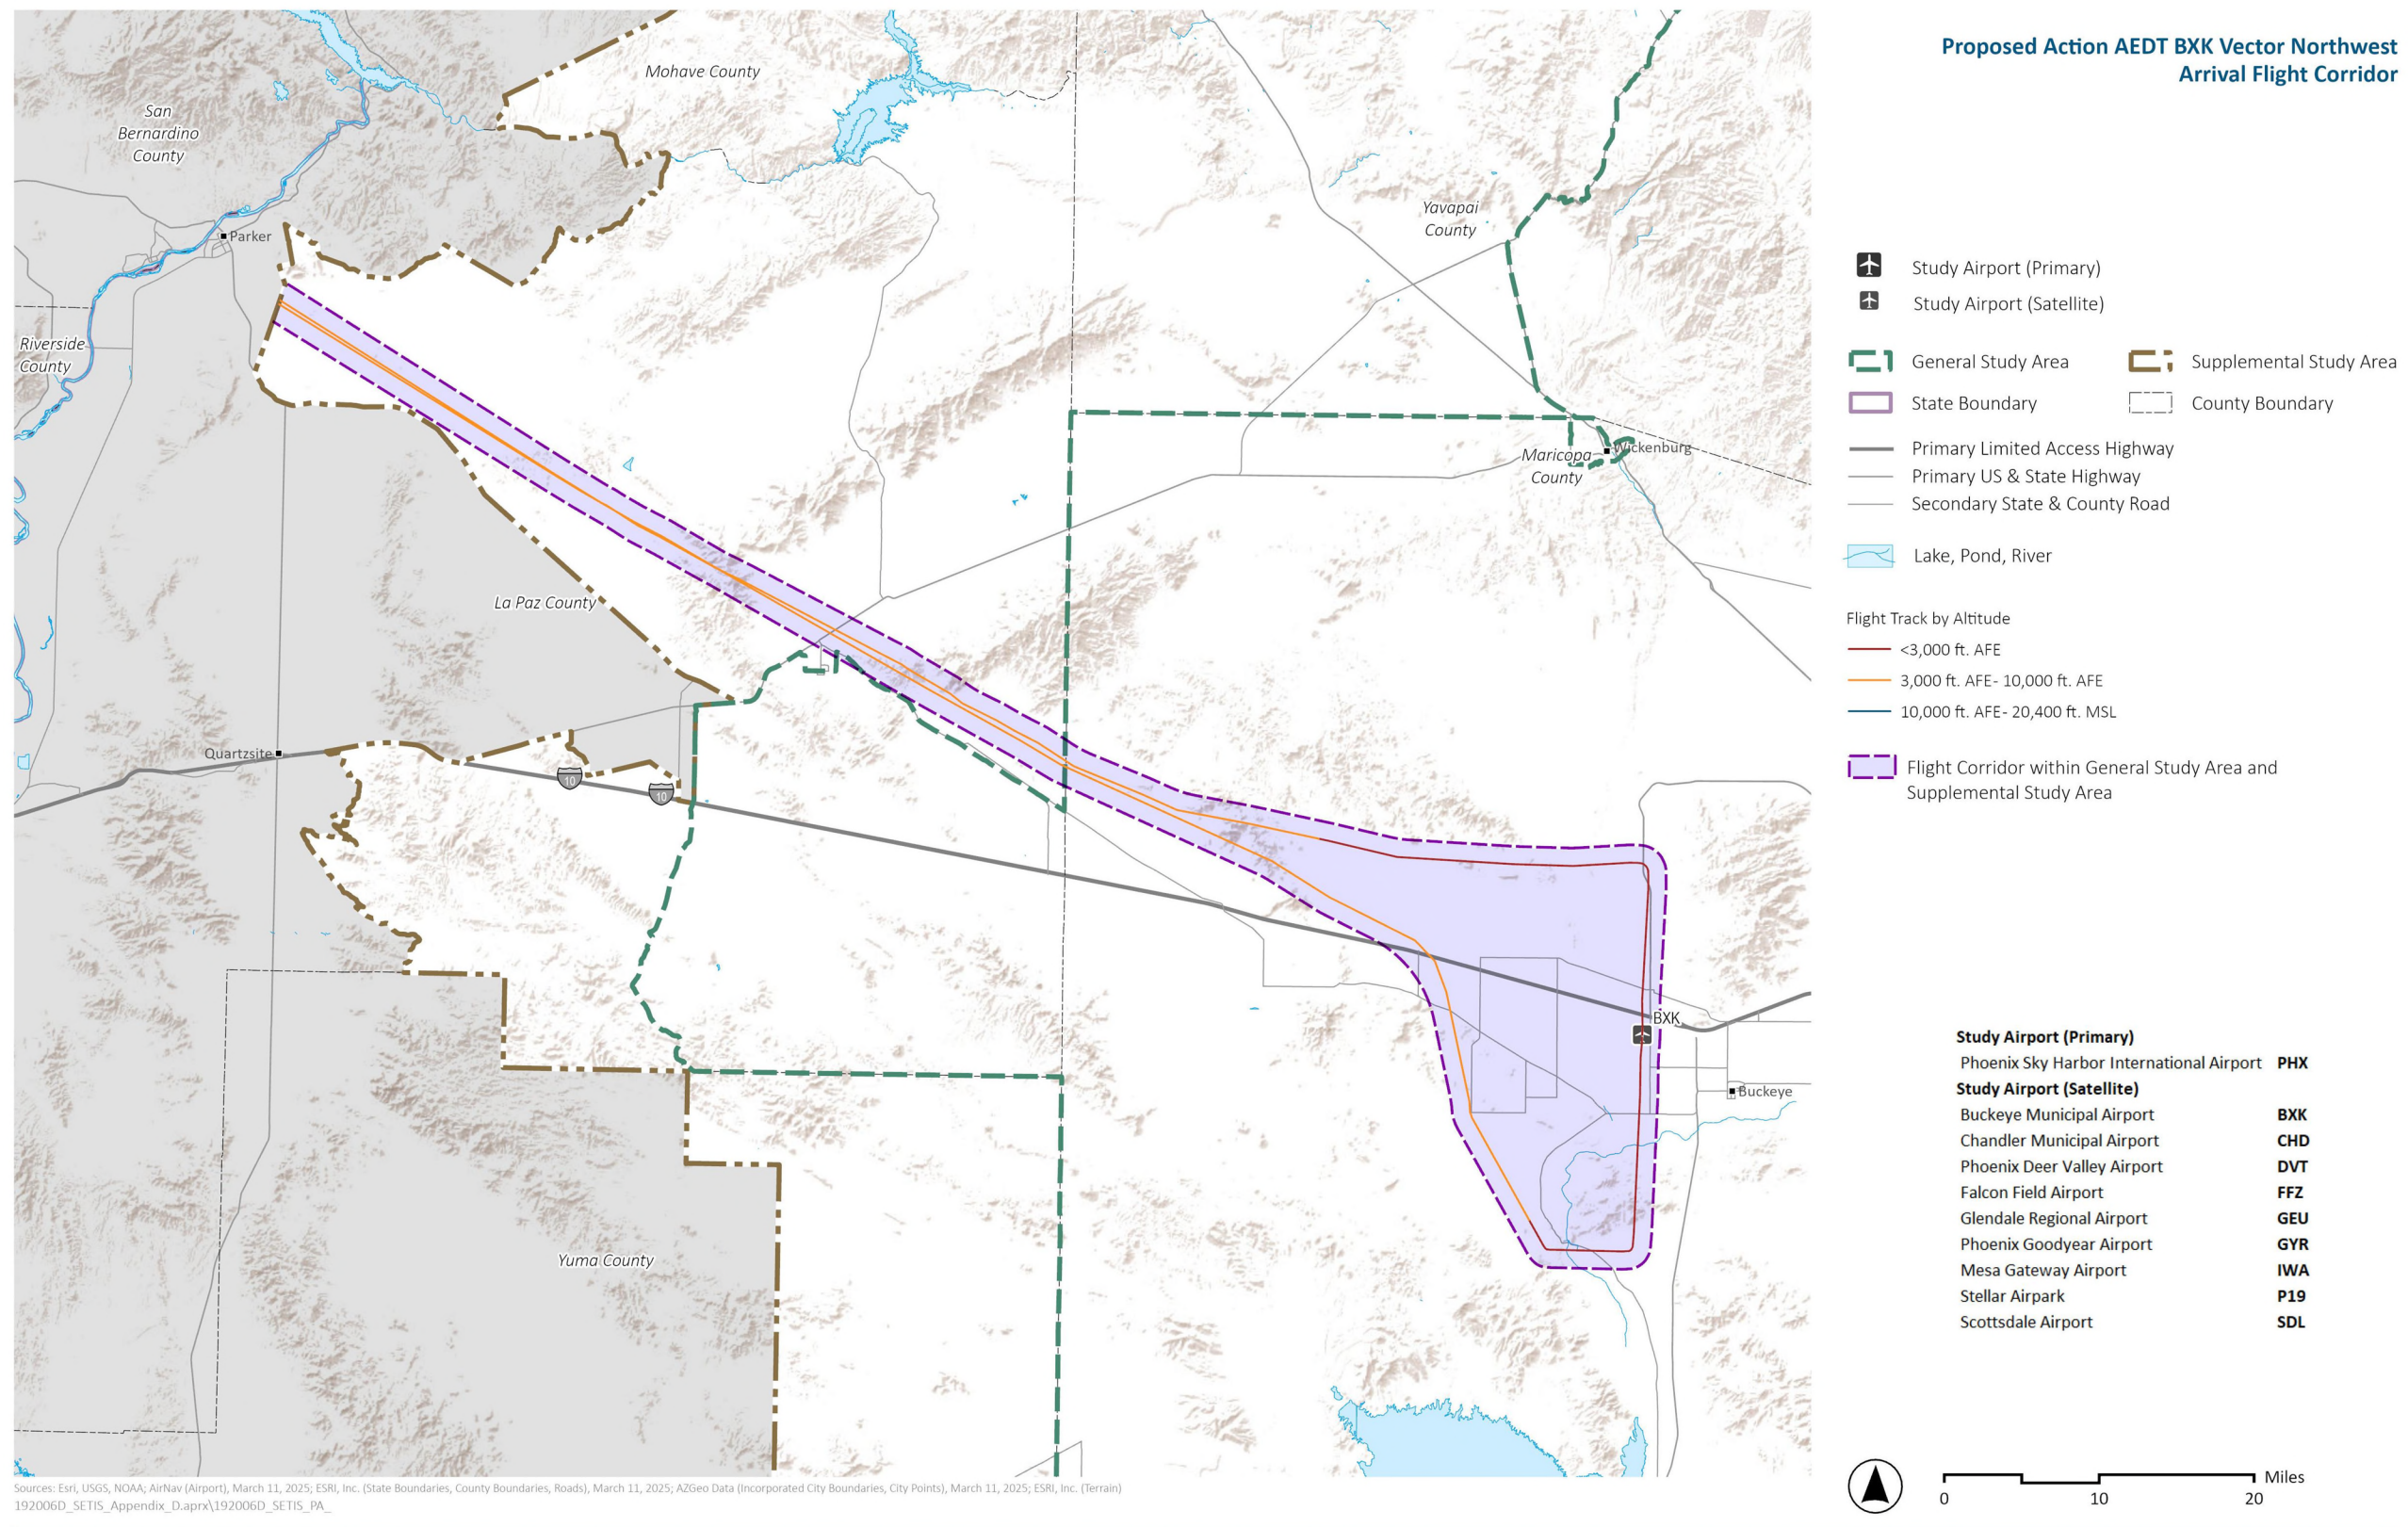 Proposed Action AEDT BXK Vector Northwest
Arrival Flight Corridor
Mohave County
San
Bernardino
County
Parker
Yavapai
County
Riverside
County
Wickenburg
Maricopa
County
La Paz County
Quartzsite
10
10
BXK
Buckeye
Yuma County
Study Airport (Primary)
Study Airport (Satellite)
General Study Area
Supplemental Study Area
State Boundary
County Boundary
Primary Limited Access Highway
Primary US & State Highway
Secondary State & County Road
Lake, Pond, River
Flight Track by Altitude
<3,000 ft. AFE
3,000 ft. AFE- 10,000 ft. AFE
10,000 ft. AFE- 20,400 ft. MSL
Flight Corridor within General Study Area and
Supplemental Study Area
Study Airport (Primary)
Phoenix Sky Harbor International Airport PHX
Study Airport (Satellite)
Buckeye Municipal Airport BXK
Chandler Municipal Airport CHD
Phoenix Deer Valley Airport DVT
Falcon Field Airport FFZ
Glendale Regional Airport GEU
Phoenix Goodyear Airport GYR
Mesa Gateway Airport IWA
Stellar Airpark P19
Scottsdale Airport SDL
Miles
0 10 20
Sources: Esri, USGS, NOAA; AirNav (Airport), March 11, 2025; ESRI, Inc. (State Boundaries, County Boundaries, Roads), March 11, 2025; AZGeo Data (Incorporated City Boundaries, City Points), March 11, 2025; ESRI, Inc. (Terrain)
192006D_SETIS_Appendix_D.aprx\192006D_SETIS_PA_